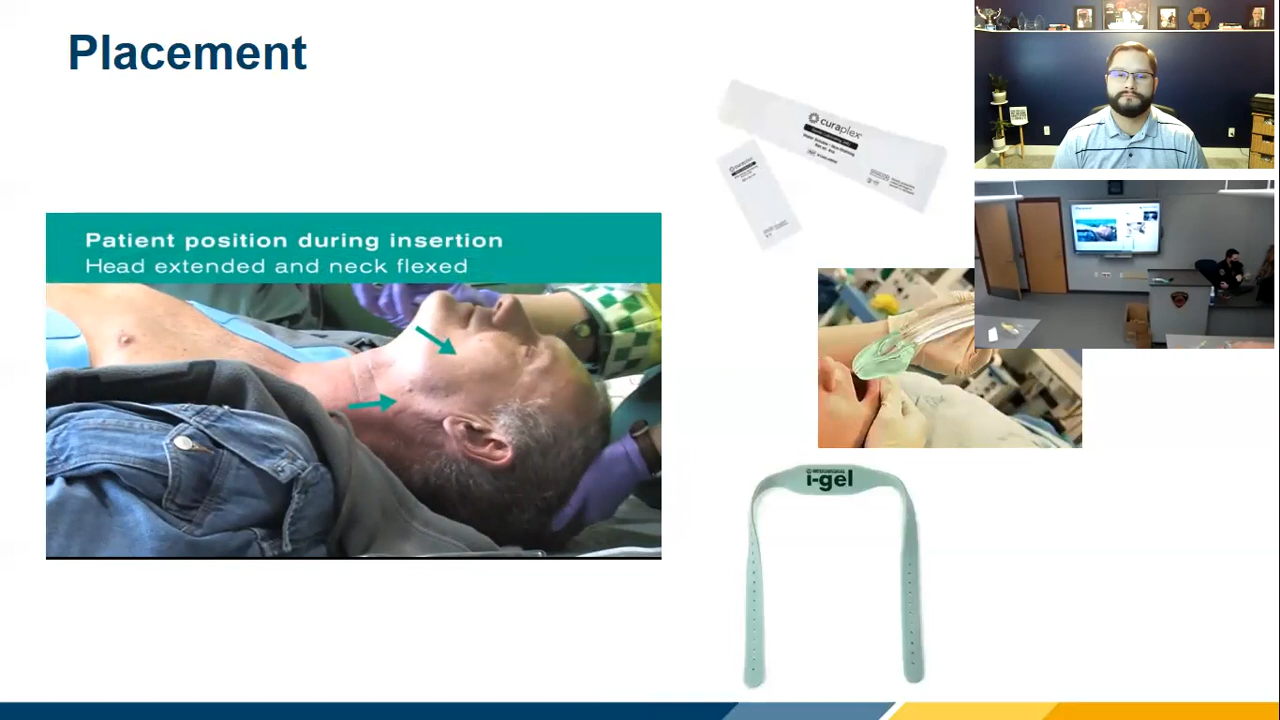 Placement
curaplex
Patient position during insertion
Head extended and neck flexed
i-gel